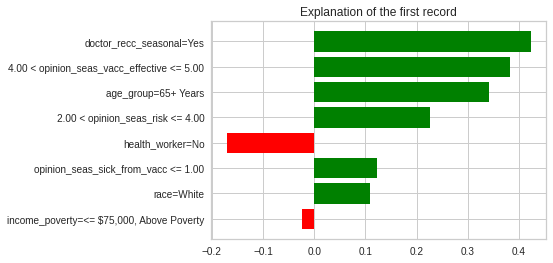 Explanation of the first record
doctor_recc_seasonal=Yes
4.00 < opinion_seas_vacc_effective <= 5.00
age_group=65+ Years
2.00 < opinion_seas_risk <= 4.00
health_worker=No
opinion_seas_sick_from_vacc <= 1.00
race=White
income_poverty=<= $75,000, Above Poverty
−0.2 −0.1 0.0 0.1 0.2 0.3 0.4